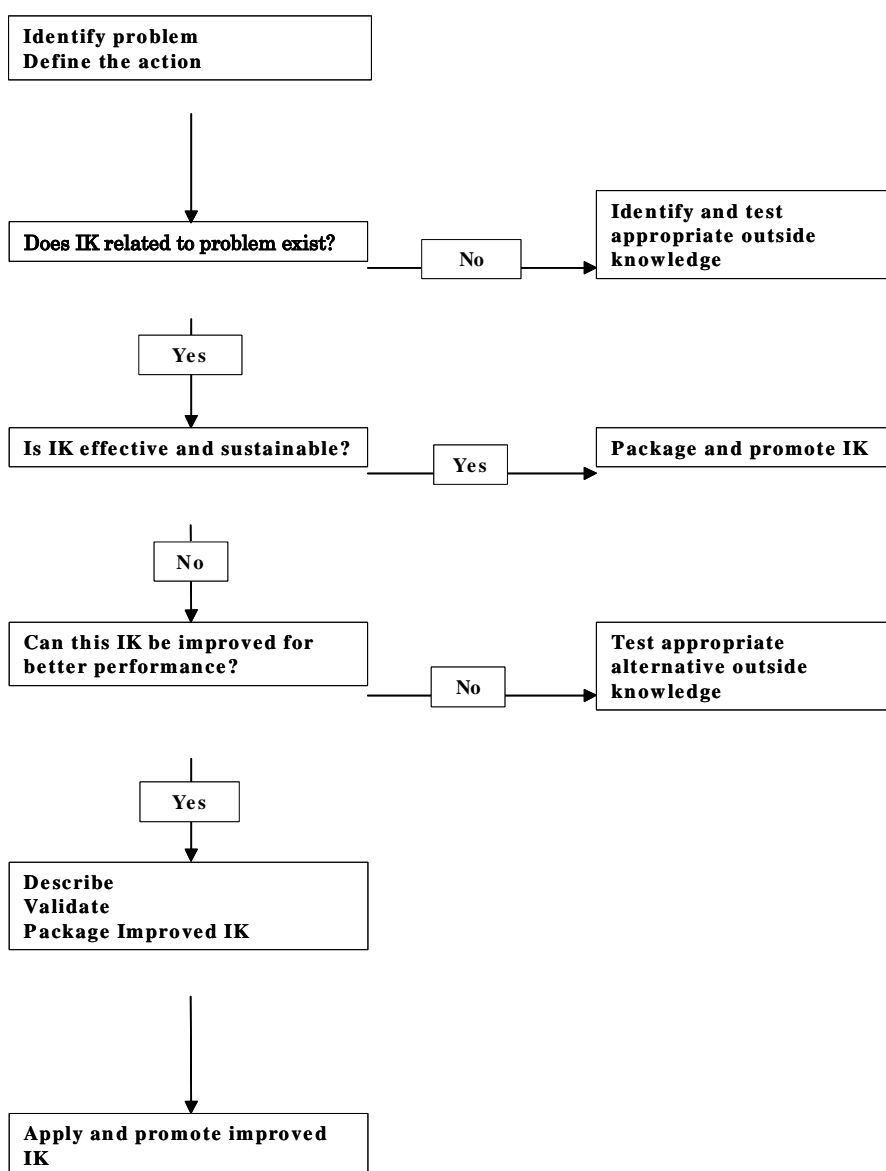 Identify problem
Define the action
Does IK related to problem exist?
No
Identify and test
appropriate outside
knowledge
Yes
Is IK effective and sustainable?
Yes
Package and promote IK
No
Can this IK be improved for
better performance?
No
Test appropriate
alternative outside
knowledge
Yes
Describe
Validate
Package Improved IK
Apply and promote improved
IK